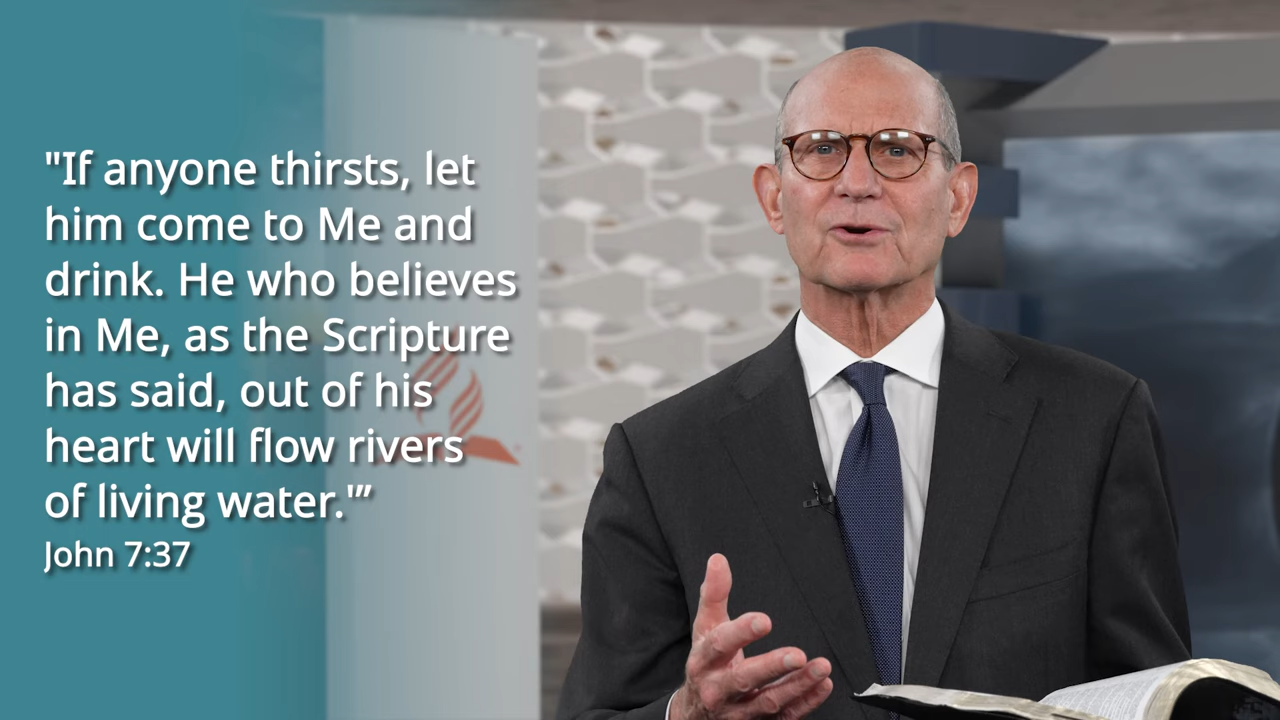 "If anyone thirsts, let
him come to Me and
drink. He who believes
in Me, as the Scripture
has said, out of his
heart will flow rivers
of living water.'”
John 7:37